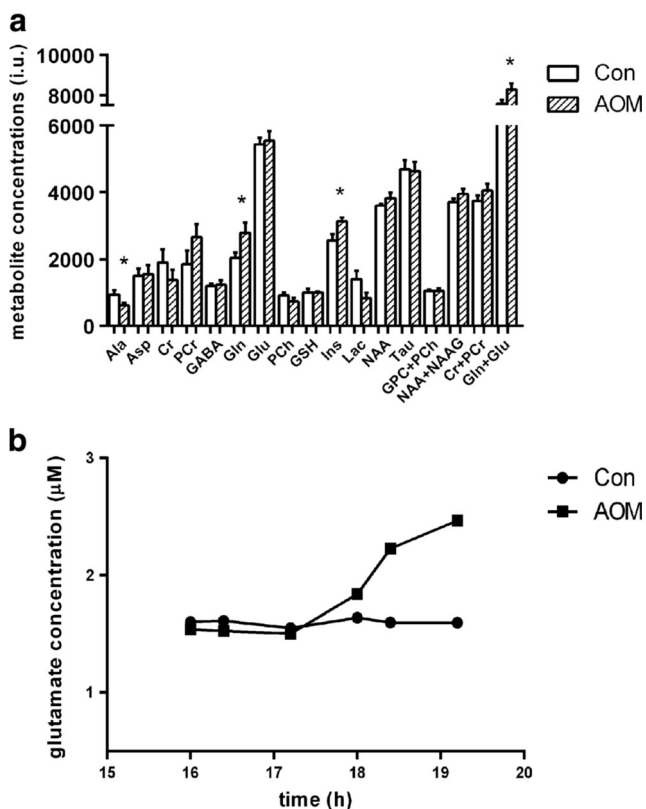 a
metabolite concentrations (i.u.)
10000
8000
6000
4000
2000
0
*
*
*
*
Con
AOM
Ala
Asp
Cr
PCr
GABA
Gln
Glu
PCh
GSH
Ins
Lac
NAA
Tau
GPC+PCh
NAA+NAAG
Cr+PCr
Gln+Glu
b
glutamate concentration (µM)
3
2
1
Con
AOM
15 16 17 18 19 20
time (h)